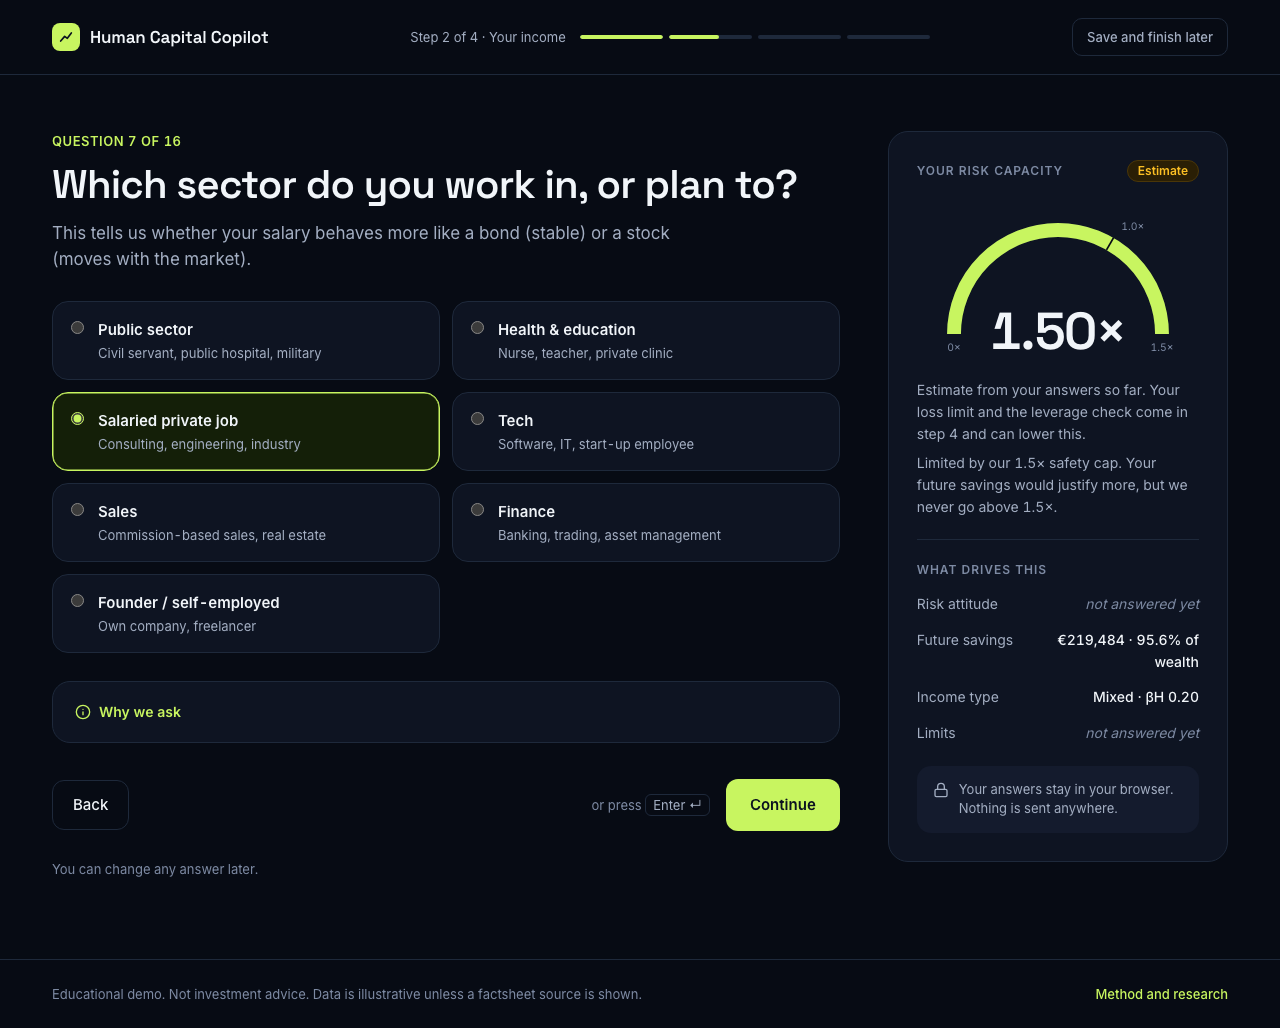 Human Capital Copilot
Step 2 of 4 · Your income
Save and finish later
QUESTION 7 OF 16
Which sector do you work in, or plan to?
This tells us whether your salary behaves more like a bond (stable) or a stock
(moves with the market).
Public sector
Civil servant, public hospital, military
Health & education
Nurse, teacher, private clinic
Salaried private job
Consulting, engineering, industry
Tech
Software, IT, start-up employee
Sales
Commission-based sales, real estate
Finance
Banking, trading, asset management
Founder / self-employed
Own company, freelancer
Why we ask
Back
or press Enter ↵
Continue
You can change any answer later.
YOUR RISK CAPACITY
Estimate
1.0×
1.50×
0×
1.5×
Estimate from your answers so far. Your
loss limit and the leverage check come in
step 4 and can lower this.
Limited by our 1.5× safety cap. Your
future savings would justify more, but we
never go above 1.5×.
WHAT DRIVES THIS
Risk attitude not answered yet
Future savings €219,484 · 95.6% of
wealth
Income type Mixed · βH 0.20
Limits not answered yet
Your answers stay in your browser.
Nothing is sent anywhere.
Educational demo. Not investment advice. Data is illustrative unless a factsheet source is shown.
Method and research